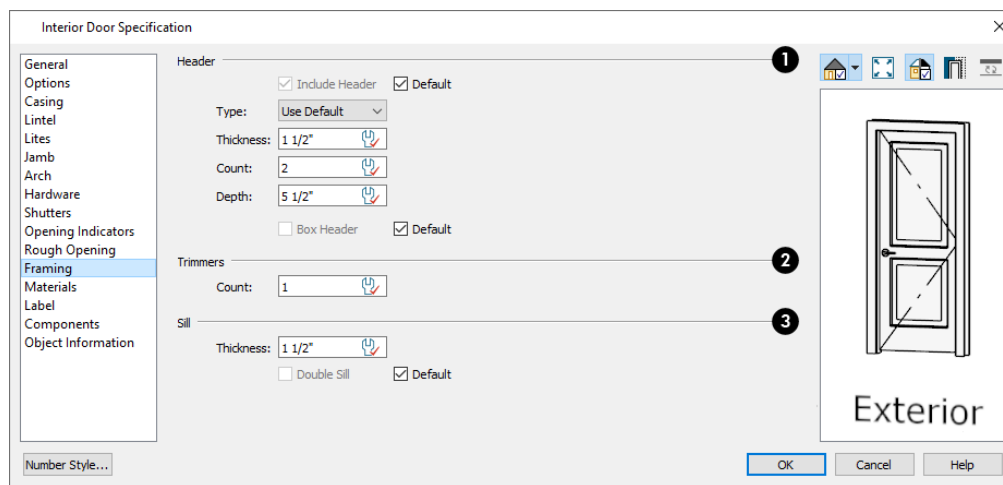 Interior Door Specification
General
Options
Casing
Lintel
Lites
Jamb
Arch
Hardware
Shutters
Opening Indicators
Rough Opening
Framing
Materials
Label
Components
Object Information
Header
1
Include Header Default
Type: Use Default
Thickness: 1 1/2"
Count: 2
Depth: 5 1/2"
Box Header Default
Trimmers
2
Count: 1
Sill
3
Thickness: 1 1/2"
Double Sill Default
Exterior
Number Style...
OK
Cancel
Help